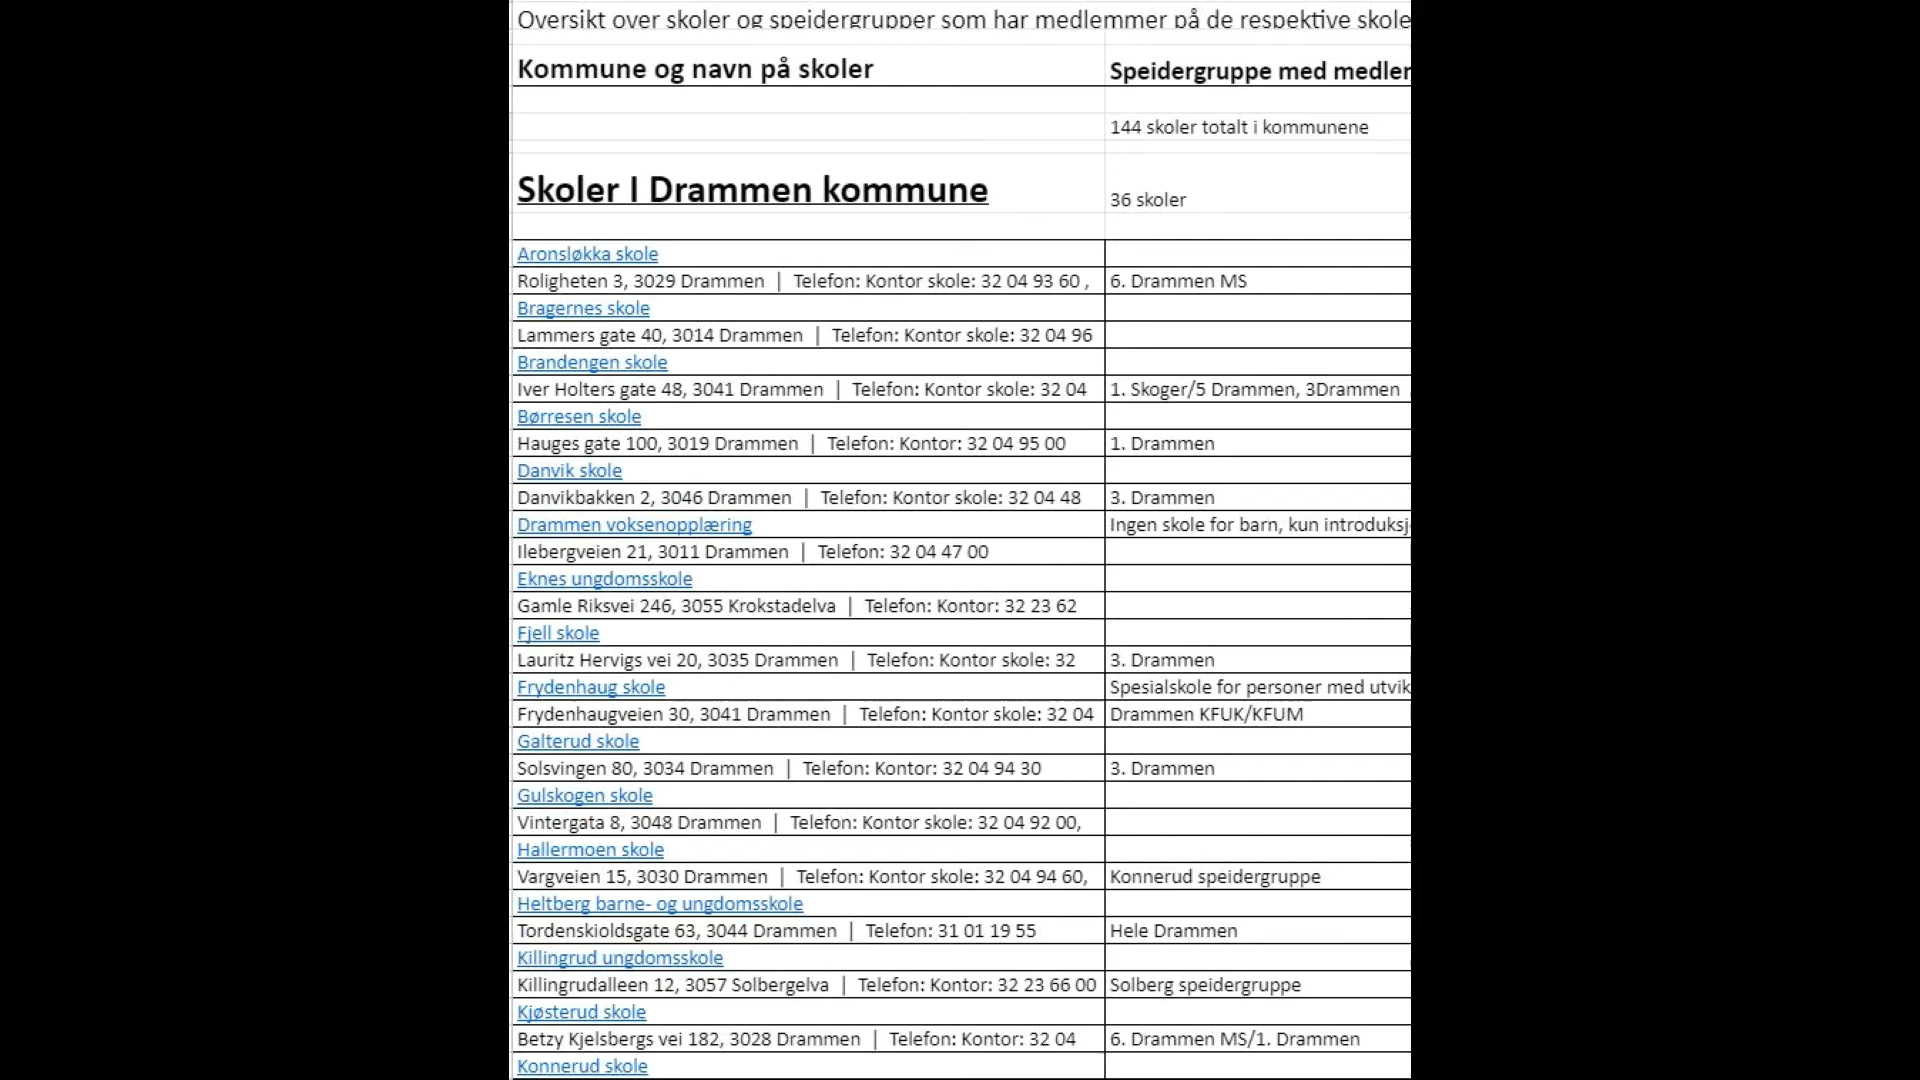 Oversikt over skoler og speidergrupper som har medlemmer på de respektive skole
Kommune og navn på skoler
Speidergruppe med medler
144 skoler totalt i kommunene
Skoler I Drammen kommune
36 skoler
Aronsløkka skole
Roligheten 3, 3029 Drammen | Telefon: Kontor skole: 32 04 93 60 ,
6. Drammen MS
Bragernes skole
Lammers gate 40, 3014 Drammen | Telefon: Kontor skole: 32 04 96
Brandengen skole
Iver Holters gate 48, 3041 Drammen | Telefon: Kontor skole: 32 04
1. Skoger/5 Drammen, 3Drammen
Børresen skole
Hauges gate 100, 3019 Drammen | Telefon: Kontor: 32 04 95 00
1. Drammen
Danvik skole
Danvikbakken 2, 3046 Drammen | Telefon: Kontor skole: 32 04 48
3. Drammen
Drammen voksenopplæring
Ingen skole for barn, kun introduksj
Ilebergveien 21, 3011 Drammen | Telefon: 32 04 47 00
Eknes ungdomsskole
Gamle Riksvei 246, 3055 Krokstadelva | Telefon: Kontor: 32 23 62
Fjell skole
Lauritz Hervigs vei 20, 3035 Drammen | Telefon: Kontor skole: 32
3. Drammen
Frydenhaug skole
Spesialskole for personer med utvik
Frydenhaugveien 30, 3041 Drammen | Telefon: Kontor skole: 32 04
Drammen KFUK/KFUM
Galterud skole
Solsvingen 80, 3034 Drammen | Telefon: Kontor: 32 04 94 30
3. Drammen
Gulskogen skole
Vintergata 8, 3048 Drammen | Telefon: Kontor skole: 32 04 92 00,
Hallermoen skole
Vargveien 15, 3030 Drammen | Telefon: Kontor skole: 32 04 94 60,
Konnerud speidergruppe
Heltberg barne- og ungdomsskole
Tordenskioldsgate 63, 3044 Drammen | Telefon: 31 01 19 55
Hele Drammen
Killingrud ungdomsskole
Killingrudalleen 12, 3057 Solbergelva | Telefon: Kontor: 32 23 66 00
Solberg speidergruppe
Kjøsterud skole
Betzy Kjelsbergs vei 182, 3028 Drammen | Telefon: Kontor: 32 04
6. Drammen MS/1. Drammen
Konnerud skole